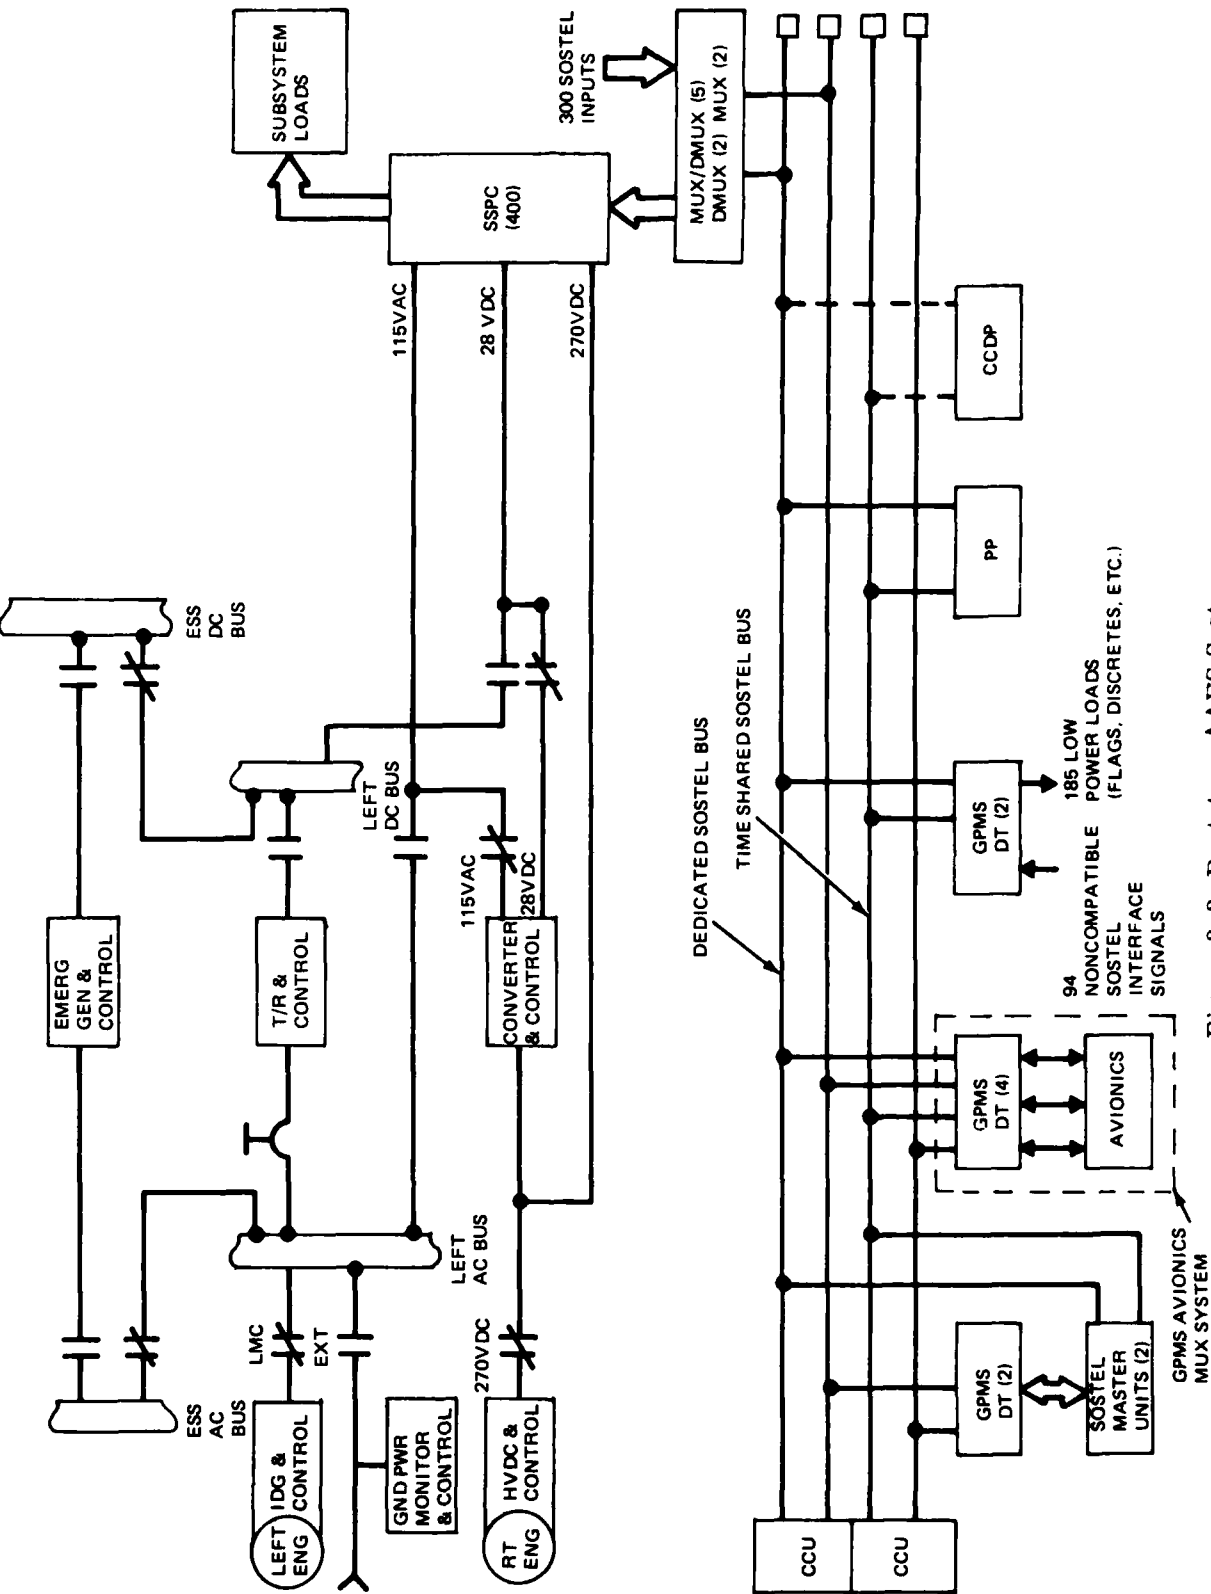 SUBSYSTEM
LOADS
300 SOSTEL
INPUTS
SSPC
(400)
MUX/DMUX (5)
DMUX (2) MUX (2)
115VAC
28 VDC
270VDC
ESS
DC
BUS
LEFT
DC BUS
EMERG
GEN &
CONTROL
T/R &
CONTROL
115VAC
28VDC
CONVERTER
& CONTROL
ESS
AC
BUS
LMC
EXT
LEFT
AC BUS
270VDC
LEFT
ENG
IDG &
CONTROL
GND PWR
MONITOR
& CONTROL
RT
ENG
HVDC &
CONTROL
DEDICATED SOSTEL BUS
TIME SHARED SOSTEL BUS
CCDP
PP
GPMS
DT (2)
185 LOW
POWER LOADS
(FLAGS, DISCRETES, ETC.)
94
NONCOMPATIBLE
SOSTEL
INTERFACE
SIGNALS
GPMS
DT (4)
AVIONICS
GPMS AVIONICS
MUX SYSTEM
GPMS
DT (2)
SOSTEL
MASTER
UNITS (2)
CCU
CCU